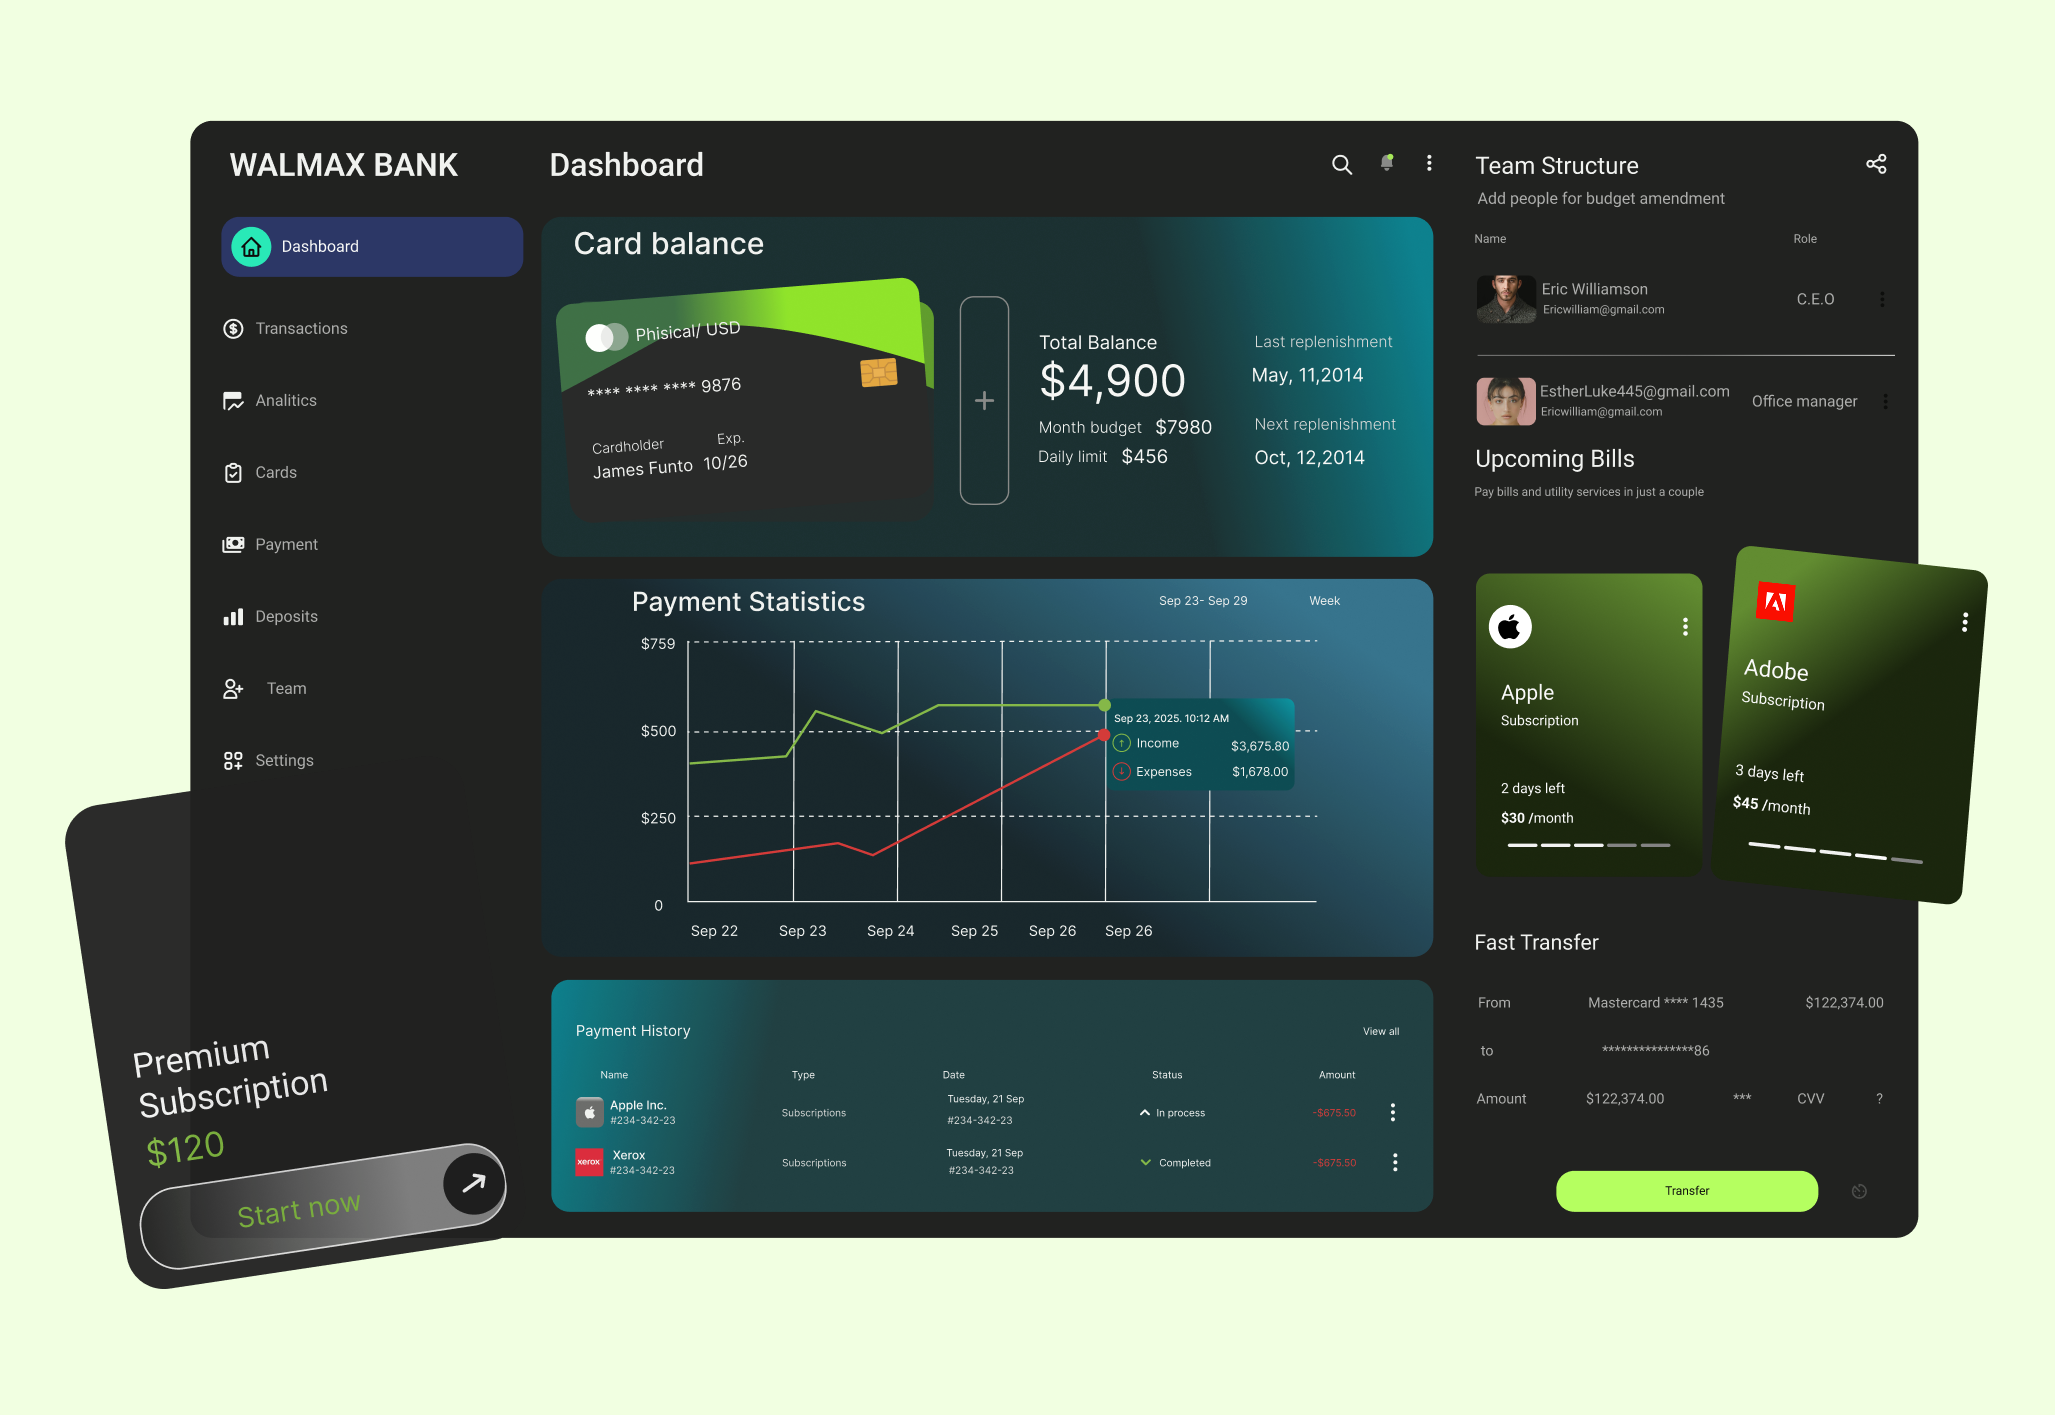 WALMAX BANK
Dashboard
Transactions
Analitics
Cards
Payment
Deposits
Team
Settings
Premium
Subscription
$120
Start now
Dashboard
Card balance
Phisical/ USD
**** **** **** 9876
Cardholder Exp.
James Funto 10/26
+
Total Balance
$4,900
Month budget $7980
Daily limit $456
Last replenishment
May, 11,2014
Next replenishment
Oct, 12,2014
Payment Statistics
Sep 23- Sep 29 Week
$759
$500
$250
0
Sep 22 Sep 23 Sep 24 Sep 25 Sep 26 Sep 26
Sep 23, 2025. 10:12 AM
Income $3,675.80
Expenses $1,678.00
Payment History View all
Name Type Date Status Amount
Apple Inc. Subscriptions Tuesday, 21 Sep In process -$675.50
#234-342-23 #234-342-23
Xerox Subscriptions Tuesday, 21 Sep Completed -$675.50
xerox #234-342-23 #234-342-23
Team Structure
Add people for budget amendment
Name Role
Eric Williamson C.E.O
Ericwilliam@gmail.com
EstherLuke445@gmail.com Office manager
Ericwilliam@gmail.com
Upcoming Bills
Pay bills and utility services in just a couple
Apple
Subscription
2 days left
$30 /month
Adobe
Subscription
3 days left
$45 /month
Fast Transfer
From Mastercard **** 1435 $122,374.00
to ***************86
Amount $122,374.00 *** CVV ?
Transfer